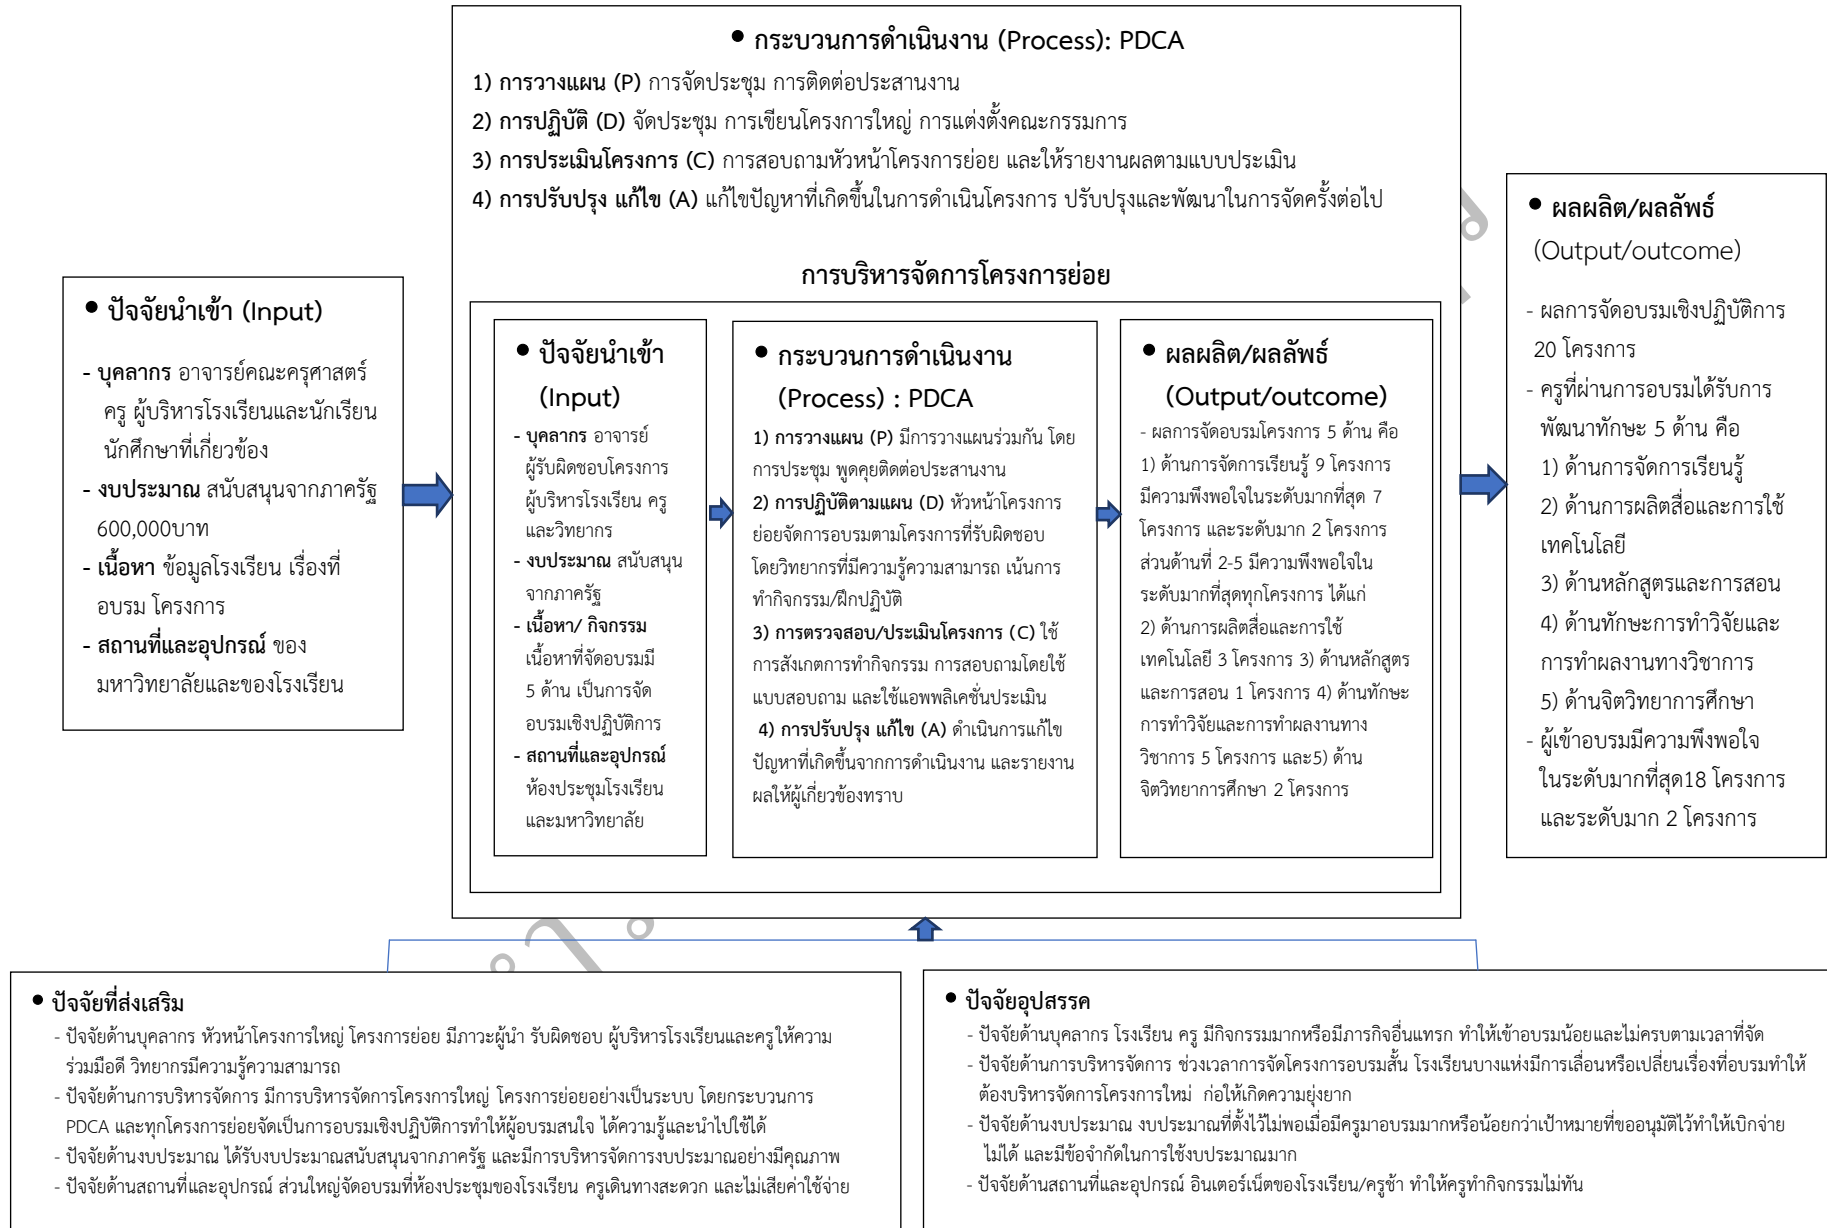 • กระบวนการดำเนินงาน (Process): PDCA
1) การวางแผน (P) การจัดประชุม การติดต่อประสานงาน
2) การปฏิบัติ (D) จัดประชุม การเขียนโครงการใหญ่ การแต่งตั้งคณะกรรมการ
3) การประเมินโครงการ (C) การสอบถามหัวหน้าโครงการย่อย และให้รายงานผลตามแบบประเมิน
4) การปรับปรุง แก้ไข (A) แก้ไขปัญหาที่เกิดขึ้นในการดำเนินโครงการ ปรับปรุงและพัฒนาในการจัดครั้งต่อไป
การบริหารจัดการโครงการย่อย
• ปัจจัยนำเข้า (Input)
- บุคลากร อาจารย์คณะครุศาสตร์
ครู ผู้บริหารโรงเรียนและนักเรียน
นักศึกษาที่เกี่ยวข้อง
- งบประมาณ สนับสนุนจากภาครัฐ
600,000บาท
- เนื้อหา ข้อมูลโรงเรียน เรื่องที่
อบรม โครงการ
- สถานที่และอุปกรณ์ ของ
มหาวิทยาลัยและของโรงเรียน
• ปัจจัยนำเข้า
(Input)
- บุคลากร อาจารย์
ผู้รับผิดชอบโครงการ
ผู้บริหารโรงเรียน ครู
และวิทยากร
- งบประมาณ สนับสนุน
จากภาครัฐ
- เนื้อหา/ กิจกรรม
เนื้อหาที่จัดอบรมมี
5 ด้าน เป็นการจัด
อบรมเชิงปฏิบัติการ
- สถานที่และอุปกรณ์
ห้องประชุมโรงเรียน
และมหาวิทยาลัย
• กระบวนการดำเนินงาน
(Process) : PDCA
1) การวางแผน (P) มีการวางแผนร่วมกัน โดย
การประชุม พูดคุยติดต่อประสานงาน
2) การปฏิบัติตามแผน (D) หัวหน้าโครงการ
ย่อยจัดการอบรมตามโครงการที่รับผิดชอบ
โดยวิทยากรที่มีความรู้ความสามารถ เน้นการ
ทำกิจกรรม/ฝึกปฏิบัติ
3) การตรวจสอบ/ประเมินโครงการ (C) ใช้
การสังเกตการทำกิจกรรม การสอบถามโดยใช้
แบบสอบถาม และใช้แอพพลิเคชั่นประเมิน
4) การปรับปรุง แก้ไข (A) ดำเนินการแก้ไข
ปัญหาที่เกิดขึ้นจากการดำเนินงาน และรายงาน
ผลให้ผู้เกี่ยวข้องทราบ
• ผลผลิต/ผลลัพธ์
(Output/outcome)
- ผลการจัดอบรมโครงการ 5 ด้าน คือ
1) ด้านการจัดการเรียนรู้ 9 โครงการ
มีความพึงพอใจในระดับมากที่สุด 7
โครงการ และระดับมาก 2 โครงการ
ส่วนด้านที่ 2-5 มีความพึงพอใจใน
ระดับมากที่สุดทุกโครงการ ได้แก่
2) ด้านการผลิตสื่อและการใช้
เทคโนโลยี 3 โครงการ 3) ด้านหลักสูตร
และการสอน 1 โครงการ 4) ด้านทักษะ
การทำวิจัยและการทำผลงานทาง
วิชาการ 5 โครงการ และ5) ด้าน
จิตวิทยาการศึกษา 2 โครงการ
• ผลผลิต/ผลลัพธ์
(Output/outcome)
- ผลการจัดอบรมเชิงปฏิบัติการ
20 โครงการ
- ครูที่ผ่านการอบรมได้รับการ
พัฒนาทักษะ 5 ด้าน คือ
1) ด้านการจัดการเรียนรู้
2) ด้านการผลิตสื่อและการใช้
เทคโนโลยี
3) ด้านหลักสูตรและการสอน
4) ด้านทักษะการทำวิจัยและ
การทำผลงานทางวิชาการ
5) ด้านจิตวิทยาการศึกษา
- ผู้เข้าอบรมมีความพึงพอใจ
ในระดับมากที่สุด18 โครงการ
และระดับมาก 2 โครงการ
• ปัจจัยที่ส่งเสริม
- ปัจจัยด้านบุคลากร หัวหน้าโครงการใหญ่ โครงการย่อย มีภาวะผู้นำ รับผิดชอบ ผู้บริหารโรงเรียนและครูให้ความ
ร่วมมือดี วิทยากรมีความรู้ความสามารถ
- ปัจจัยด้านการบริหารจัดการ มีการบริหารจัดการโครงการใหญ่ โครงการย่อยอย่างเป็นระบบ โดยกระบวนการ
PDCA และทุกโครงการย่อยจัดเป็นการอบรมเชิงปฏิบัติการทำให้ผู้อบรมสนใจ ได้ความรู้และนำไปใช้ได้
- ปัจจัยด้านงบประมาณ ได้รับงบประมาณสนับสนุนจากภาครัฐ และมีการบริหารจัดการงบประมาณอย่างมีคุณภาพ
- ปัจจัยด้านสถานที่และอุปกรณ์ ส่วนใหญ่จัดอบรมที่ห้องประชุมของโรงเรียน ครูเดินทางสะดวก และไม่เสียค่าใช้จ่าย
• ปัจจัยอุปสรรค
- ปัจจัยด้านบุคลากร โรงเรียน ครู มีกิจกรรมมากหรือมีภารกิจอื่นแทรก ทำให้เข้าอบรมน้อยและไม่ครบตามเวลาที่จัด
- ปัจจัยด้านการบริหารจัดการ ช่วงเวลาการจัดโครงการอบรมสั้น โรงเรียนบางแห่งมีการเลื่อนหรือเปลี่ยนเรื่องที่อบรมทำให้
ต้องบริหารจัดการโครงการใหม่ ก่อให้เกิดความยุ่งยาก
- ปัจจัยด้านงบประมาณ งบประมาณที่ตั้งไว้ไม่พอเมื่อมีครูมาอบรมมากหรือน้อยกว่าเป้าหมายที่ขออนุมัติไว้ทำให้เบิกจ่าย
ไม่ได้ และมีข้อจำกัดในการใช้งบประมาณมาก
- ปัจจัยด้านสถานที่และอุปกรณ์ อินเตอร์เน็ตของโรงเรียน/ครูช้า ทำให้ครูทำกิจกรรมไม่ทัน